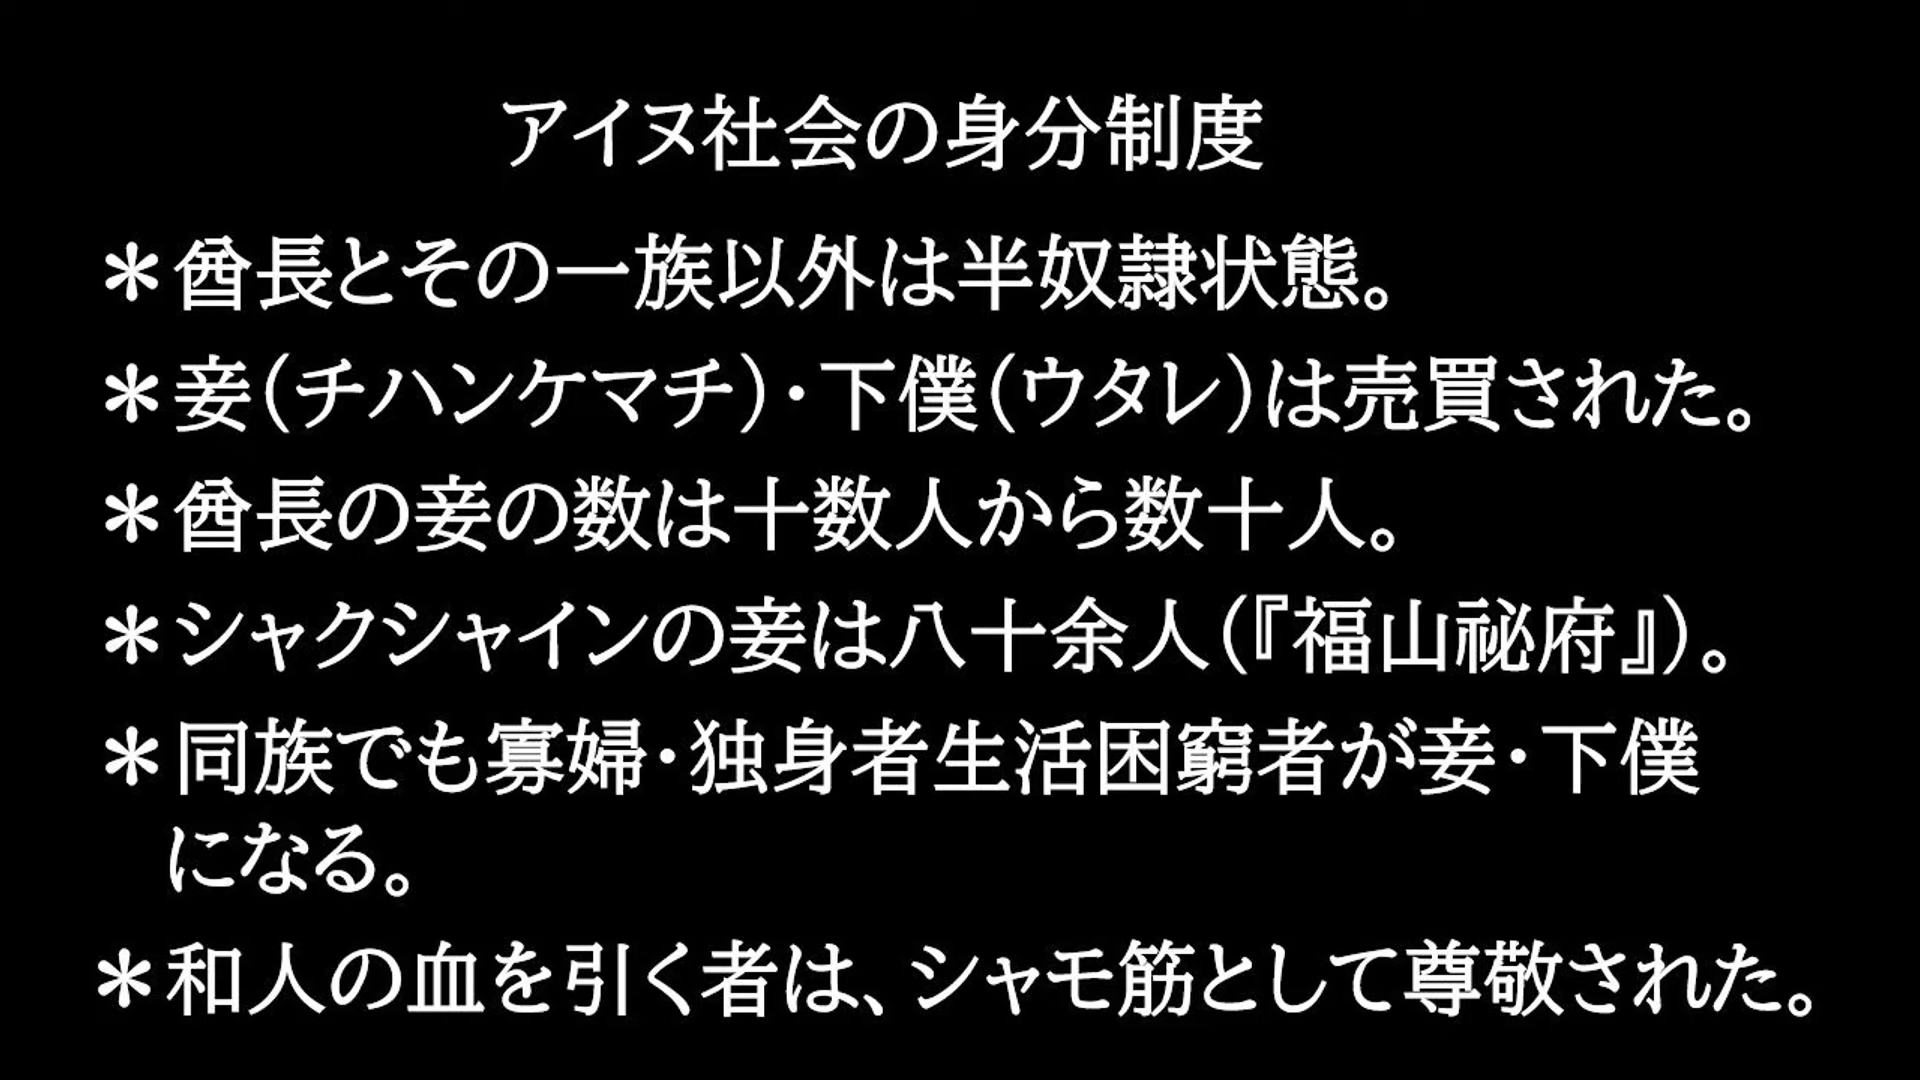 アイヌ社会の身分制度
＊酋長とその一族以外は半奴隷状態。
＊妾(チハンケマチ)・下僕(ウタレ)は売買された。
＊酋長の妾の数は十数人から数十人。
＊シャクシャインの妾は八十余人(『福山祕府』)。
＊同族でも寡婦・独身者生活困窮者が妾・下僕
になる。
＊和人の血を引く者は、シャモ筋として尊敬された。